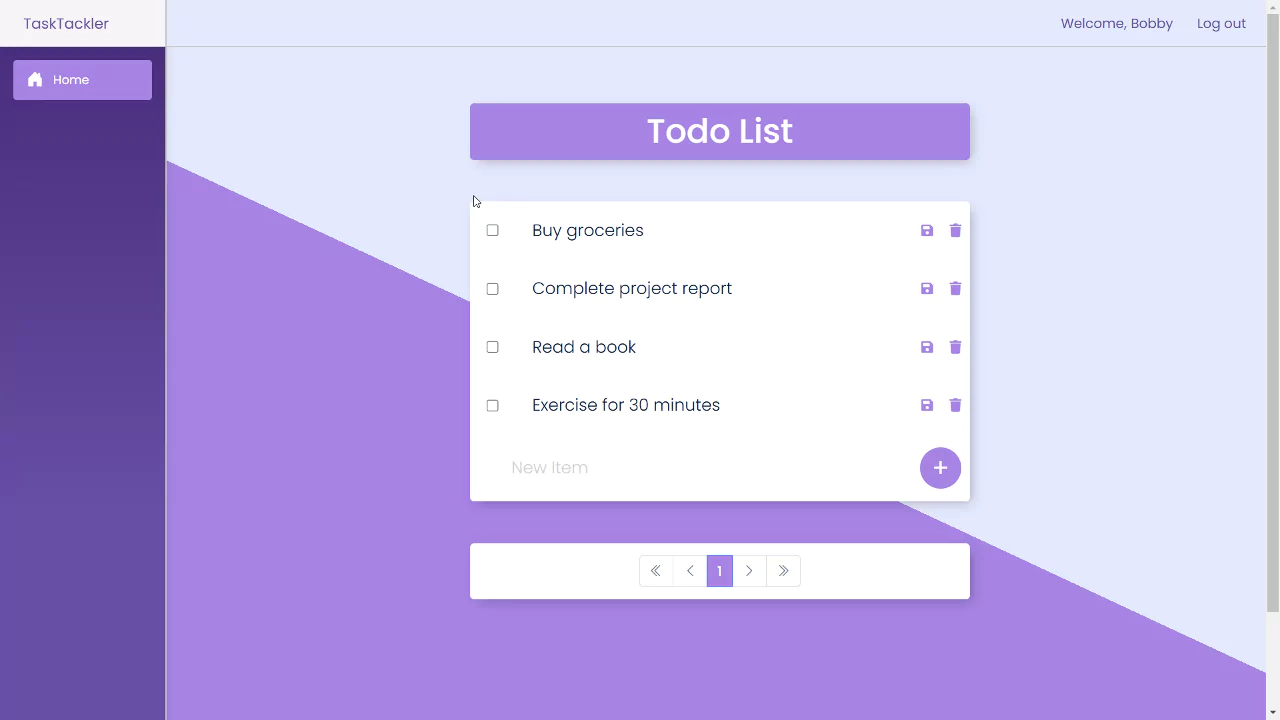 TaskTackler
Welcome, Bobby
Log out
Home
Todo List
Buy groceries
Complete project report
Read a book
Exercise for 30 minutes
New Item
1